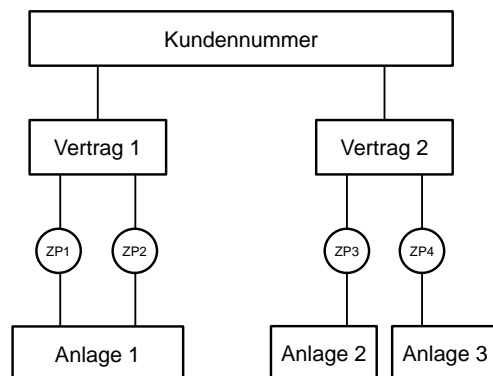 Kundennummer
Vertrag 1
Vertrag 2
ZP1
ZP2
ZP3
ZP4
Anlage 1
Anlage 2
Anlage 3